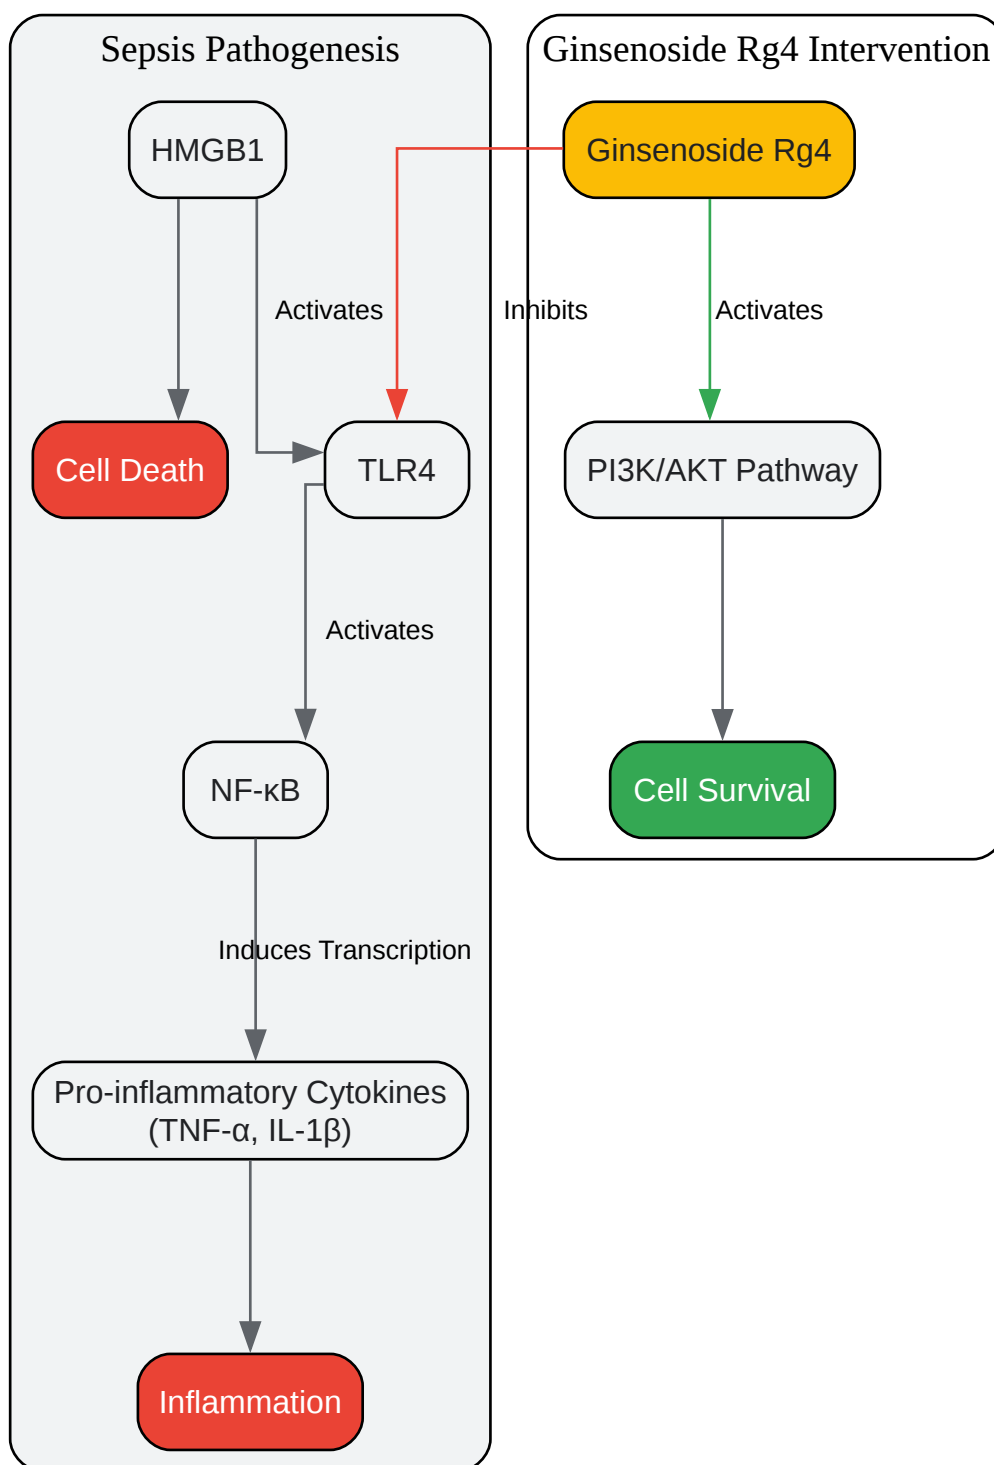 Sepsis Pathogenesis
Ginsenoside Rg4 Intervention
HMGB1
Ginsenoside Rg4
Activates
Inhibits
Activates
Cell Death
TLR4
PI3K/AKT Pathway
Activates
NF-κB
Cell Survival
Induces Transcription
Pro-inflammatory Cytokines
(TNF-α, IL-1β)
Inflammation